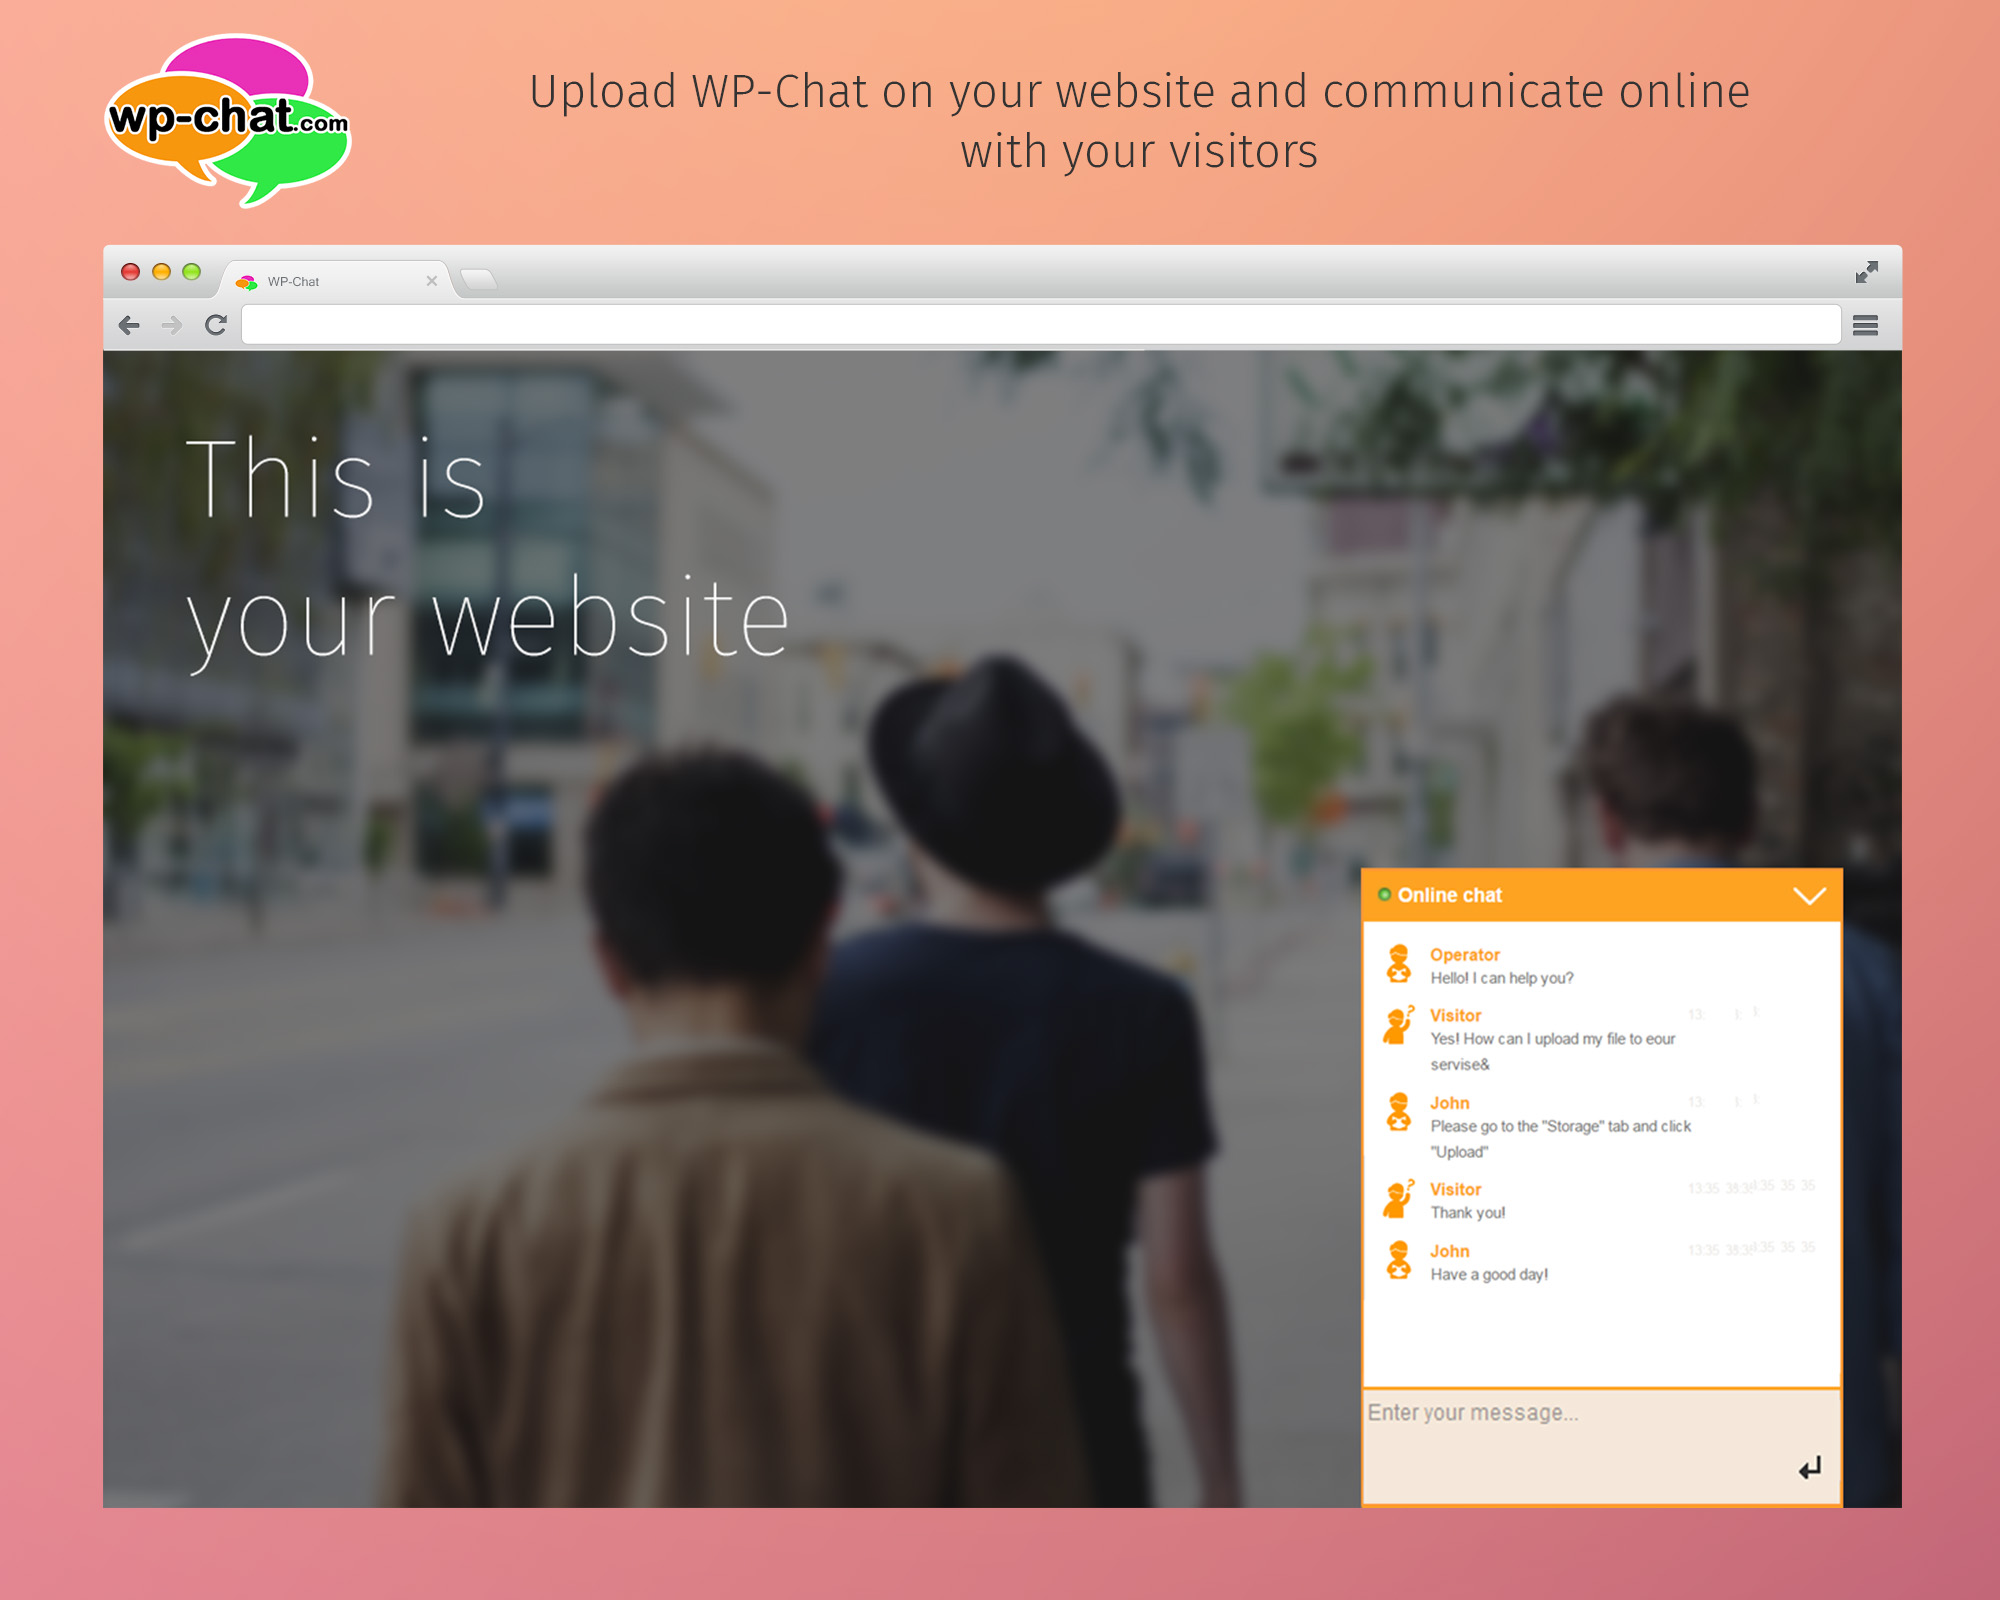 wp-chat.com
Upload WP-Chat on your website and communicate online
with your visitors
WP-Chat
This is
your website
Online chat
Operator
Hello! I can help you?
Visitor
Yes! How can I upload my file to eour
servise&
John
Please go to the "Storage" tab and click
"Upload"
Visitor
Thank you!
John
Have a good day!
Enter your message...